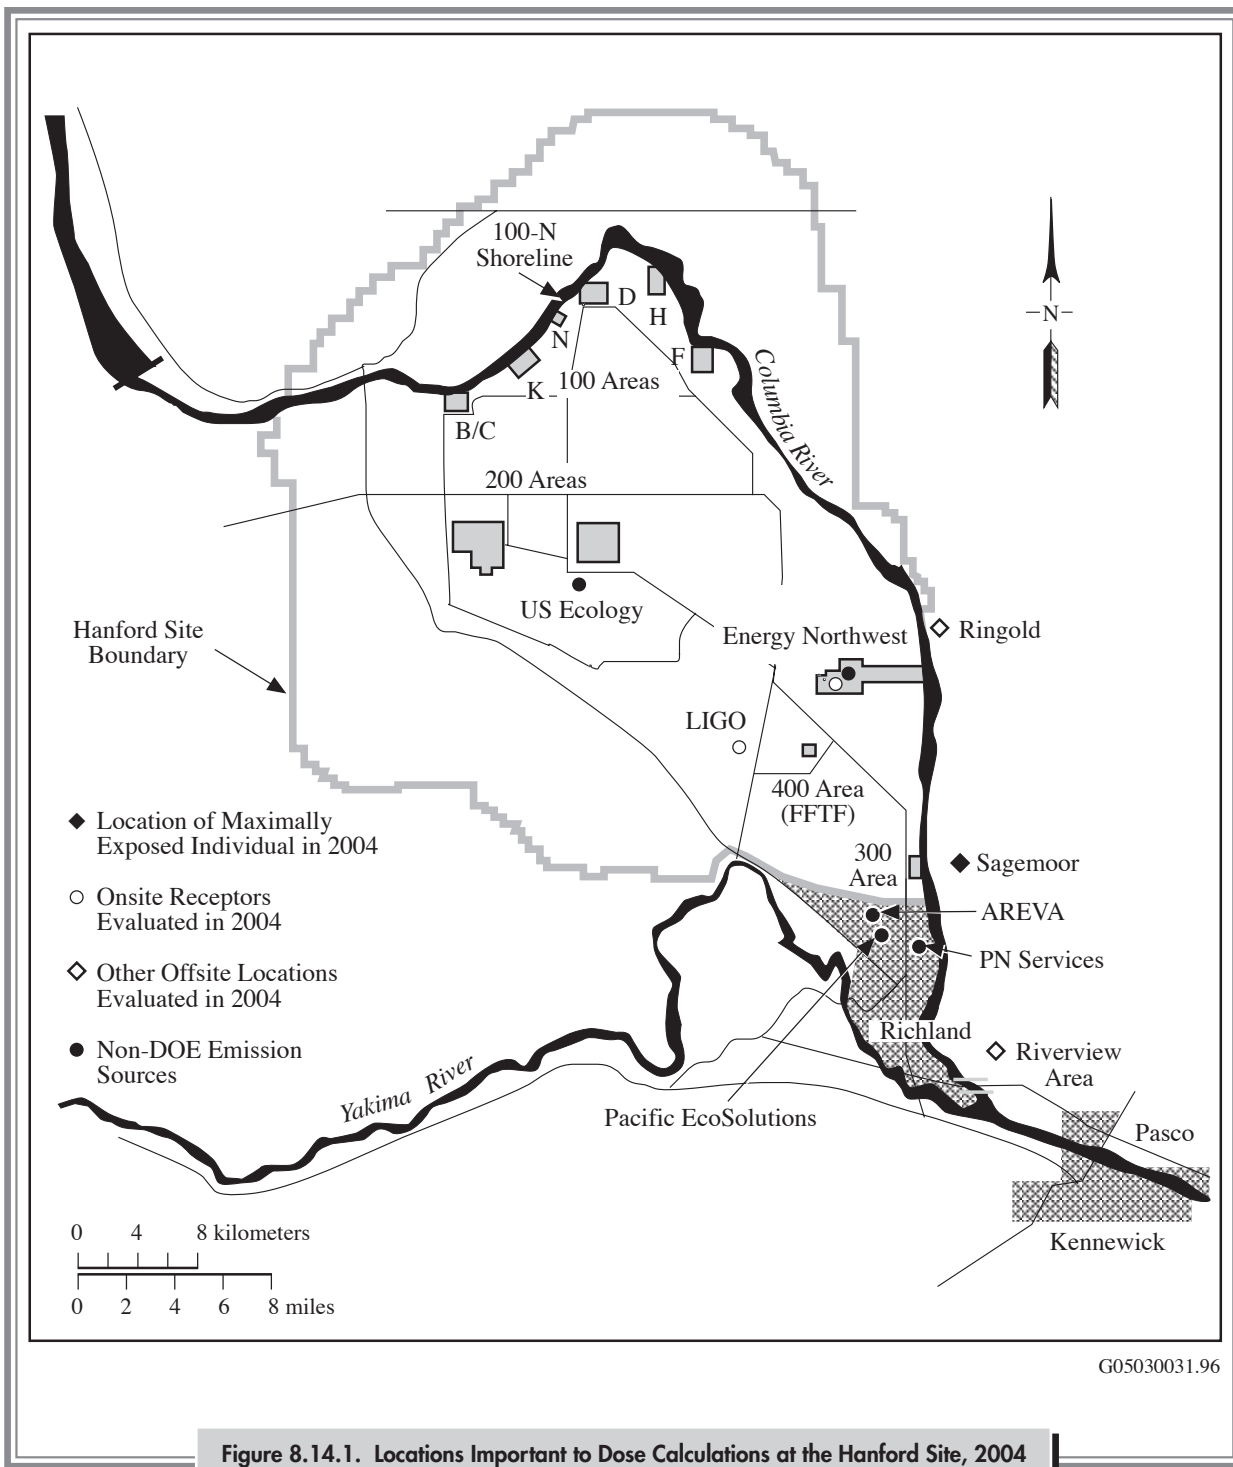 100-N
Shoreline
D
H
N
F
K
100 Areas
B/C
Columbia River
-N-
200 Areas
US Ecology
Hanford Site
Boundary
Energy Northwest
Ringold
LIGO
400 Area
(FFTF)
300
Area
Sagemoor
AREVA
PN Services
Location of Maximally
Exposed Individual in 2004
Onsite Receptors
Evaluated in 2004
Other Offsite Locations
Evaluated in 2004
Non-DOE Emission
Sources
Richland
Riverview
Area
Yakima River
Pacific EcoSolutions
Pasco
Kennewick
0 4 8 kilometers
0 2 4 6 8 miles
G05030031.96
Figure 8.14.1. Locations Important to Dose Calculations at the Hanford Site, 2004